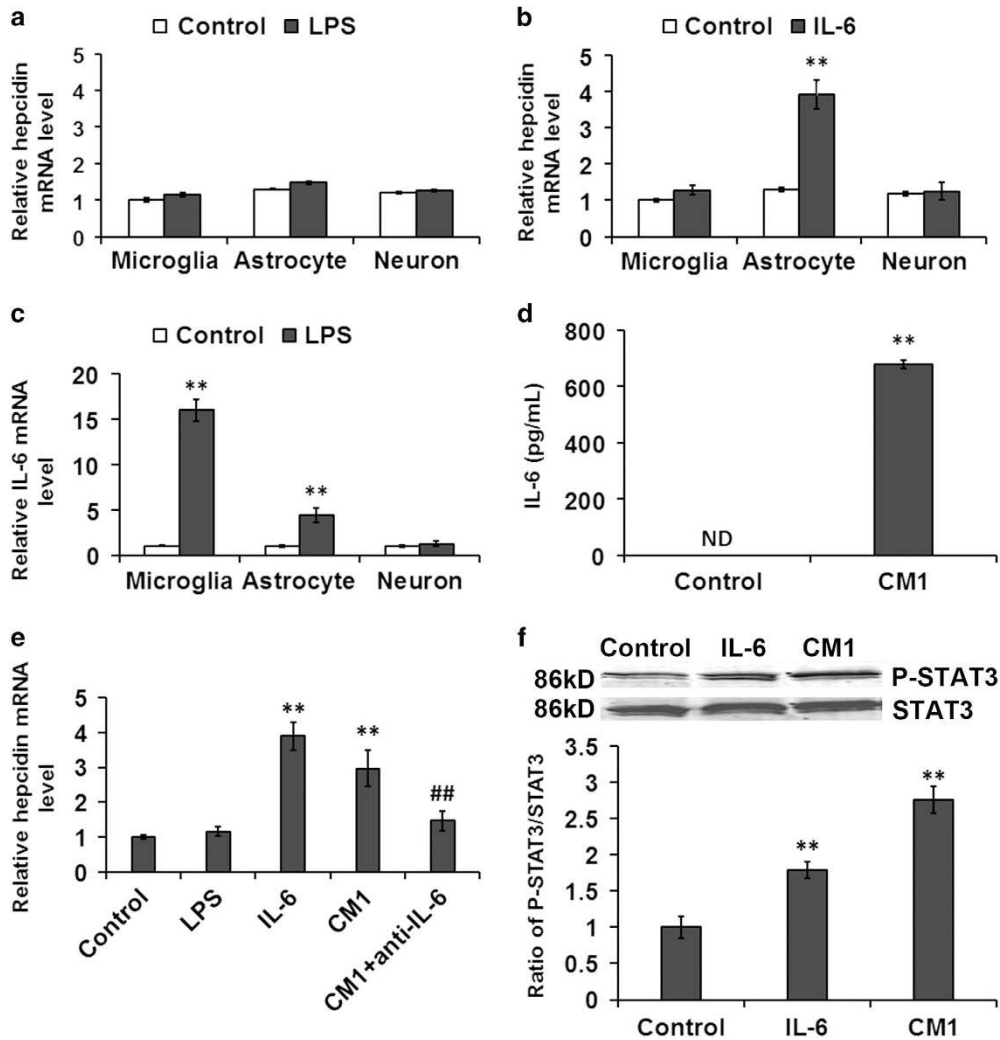 a
Control LPS
Relative hepcidin
mRNA level
5
4
3
2
1
0
Microglia Astrocyte Neuron
b
Control IL-6
Relative hepcidin
mRNA level
5
4
3
2
1
0
**
Microglia Astrocyte Neuron
c
Control LPS
Relative IL-6 mRNA
level
20
15
10
5
0
**
**
Microglia Astrocyte Neuron
d
IL-6 (pg/mL)
800
600
400
200
0
ND
**
Control CM1
e
Relative hepcidin mRNA
level
5
4
3
2
1
0
**
**
##
Control
LPS
IL-6
CM1
CM1+anti-IL-6
f
Control IL-6 CM1
86kD P-STAT3
86kD STAT3
Ratio of P-STAT3/STAT3
3.5
3
2.5
2
1.5
1
0.5
0
**
**
Control IL-6 CM1